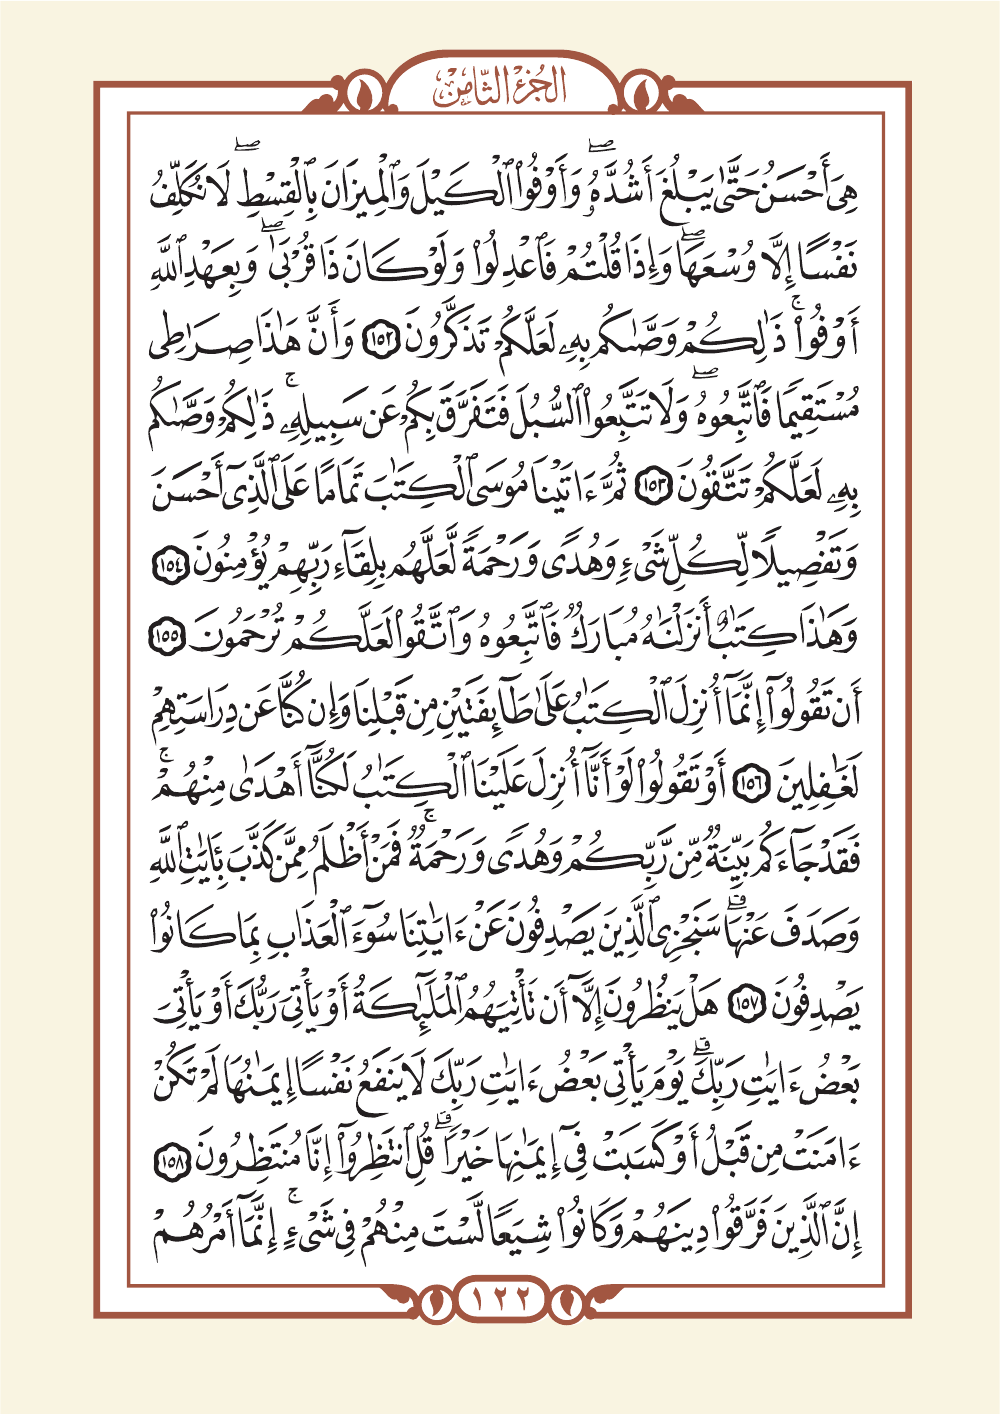 الجزء الثامن
هِيَ أَحْسَنُ حَتَّىٰ يَبْلُغَ أَشُدَّهُۥۖ وَأَوْفُوا۟ ٱلْكَيْلَ وَٱلْمِيزَانَ بِٱلْقِسْطِۖ لَا نُكَلِّفُ
نَفْسًا إِلَّا وُسْعَهَاۖ وَإِذَا قُلْتُمْ فَٱعْدِلُوا۟ وَلَوْ كَانَ ذَا قُرْبَىٰۖ وَبِعَهْدِ ٱللَّهِ
أَوْفُوا۟ۚ ذَٰلِكُمْ وَصَّىٰكُم بِهِۦ لَعَلَّكُمْ تَذَكَّرُونَ ١٥٢ وَأَنَّ هَٰذَا صِرَٰطِى
مُسْتَقِيمًا فَٱتَّبِعُوهُۖ وَلَا تَتَّبِعُوا۟ ٱلسُّبُلَ فَتَفَرَّقَ بِكُمْ عَن سَبِيلِهِۦۚ ذَٰلِكُمْ وَصَّىٰكُم
بِهِۦ لَعَلَّكُمْ تَتَّقُونَ ١٥٣ ثُمَّ ءَاتَيْنَا مُوسَى ٱلْكِتَٰبَ تَمَامًا عَلَى ٱلَّذِىٓ أَحْسَنَ
وَتَفْصِيلًا لِّكُلِّ شَىْءٍ وَهُدًى وَرَحْمَةً لَّعَلَّهُم بِلِقَآءِ رَبِّهِمْ يُؤْمِنُونَ ١٥٤
وَهَٰذَا كِتَٰبٌ أَنزَلْنَٰهُ مُبَارَكٌ فَٱتَّبِعُوهُ وَٱتَّقُوا۟ لَعَلَّكُمْ تُرْحَمُونَ ١٥٥
أَن تَقُولُوٓا۟ إِنَّمَآ أُنزِلَ ٱلْكِتَٰبُ عَلَىٰ طَآئِفَتَيْنِ مِن قَبْلِنَا وَإِن كُنَّا عَن دِرَاسَتِهِمْ
لَغَٰفِلِينَ ١٥٦ أَوْ تَقُولُوا۟ لَوْ أَنَّآ أُنزِلَ عَلَيْنَا ٱلْكِتَٰبُ لَكُنَّآ أَهْدَىٰ مِنْهُمْۚ
فَقَدْ جَآءَكُم بَيِّنَةٌ مِّن رَّبِّكُمْ وَهُدًى وَرَحْمَةٌۚ فَمَنْ أَظْلَمُ مِمَّن كَذَّبَ بِـَٔايَٰتِ ٱللَّهِ
وَصَدَفَ عَنْهَاۗ سَنَجْزِى ٱلَّذِينَ يَصْدِفُونَ عَنْ ءَايَٰتِنَا سُوٓءَ ٱلْعَذَابِ بِمَا كَانُوا۟
يَصْدِفُونَ ١٥٧ هَلْ يَنظُرُونَ إِلَّآ أَن تَأْتِيَهُمُ ٱلْمَلَٰٓئِكَةُ أَوْ يَأْتِىَ رَبُّكَ أَوْ يَأْتِىَ
بَعْضُ ءَايَٰتِ رَبِّكَۗ يَوْمَ يَأْتِى بَعْضُ ءَايَٰتِ رَبِّكَ لَا يَنفَعُ نَفْسًا إِيمَٰنُهَا لَمْ تَكُنْ
ءَامَنَتْ مِن قَبْلُ أَوْ كَسَبَتْ فِىٓ إِيمَٰنِهَا خَيْرًاۗ قُلِ ٱنتَظِرُوٓا۟ إِنَّا مُنتَظِرُونَ ١٥٨
إِنَّ ٱلَّذِينَ فَرَّقُوا۟ دِينَهُمْ وَكَانُوا۟ شِيَعًا لَّسْتَ مِنْهُمْ فِى شَىْءٍۚ إِنَّمَآ أَمْرُهُمْ
١٢٢